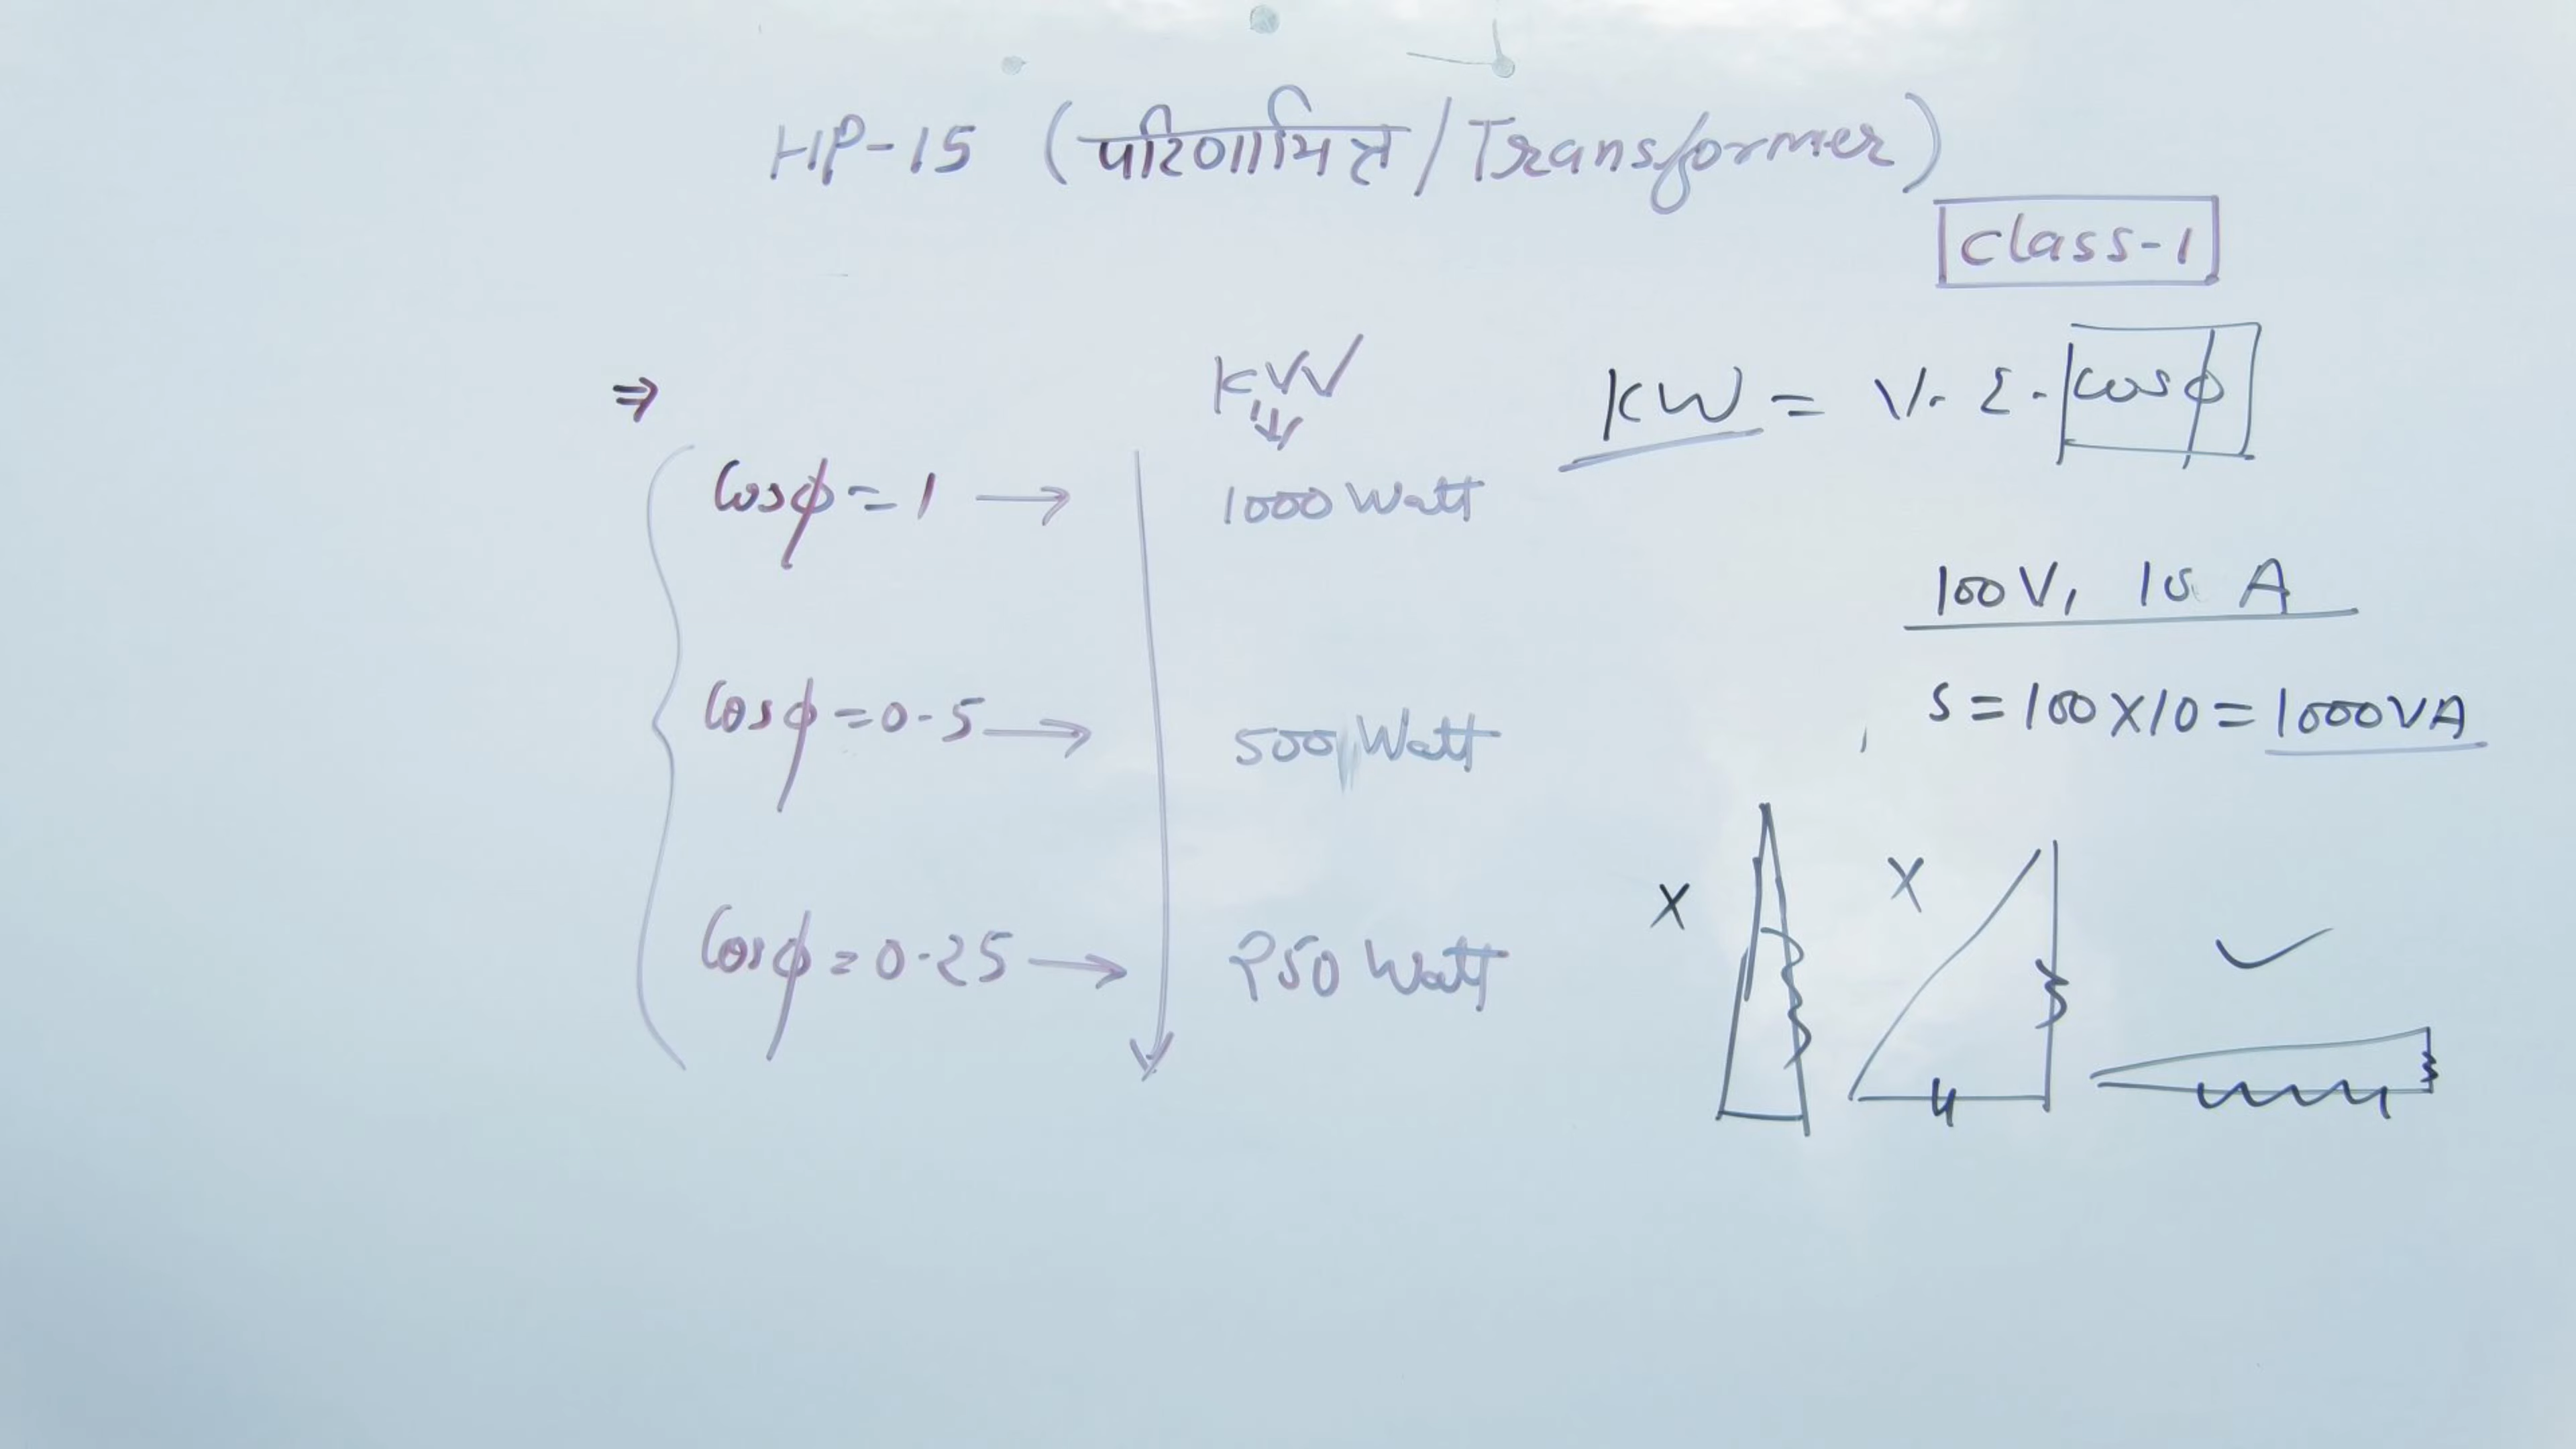 HP-15 (परिणामित्र/Transformer)
Class-1
⇒
KW
KW = V. I. cosϕ
Cosϕ = 1 → 1000 Watt
100V, 10 A
Cosϕ = 0.5 → 500 Watt
S = 100 X 10 = 1000VA
Cosϕ = 0.25 → 250 Watt
X X ✓